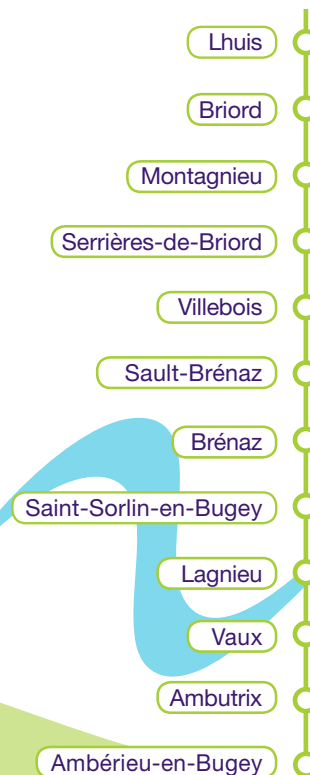 Lhuis
Briord
Montagnieu
Serrières-de-Briord
Villebois
Sault-Brénaz
Brénaz
Saint-Sorlin-en-Bugey
Lagnieu
Vaux
Ambutrix
Ambérieu-en-Bugey